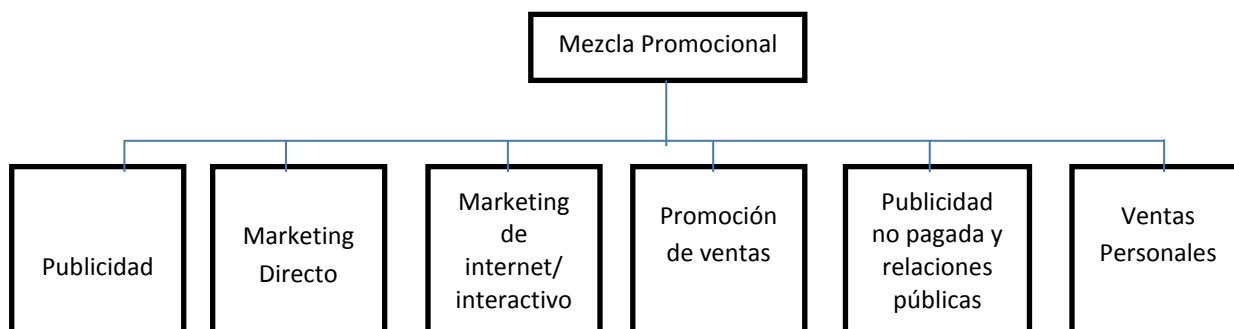 Mezcla Promocional
Publicidad
Marketing
Directo
Marketing
de
internet/
interactivo
Promoción
de ventas
Publicidad
no pagada y
relaciones
públicas
Ventas
Personales